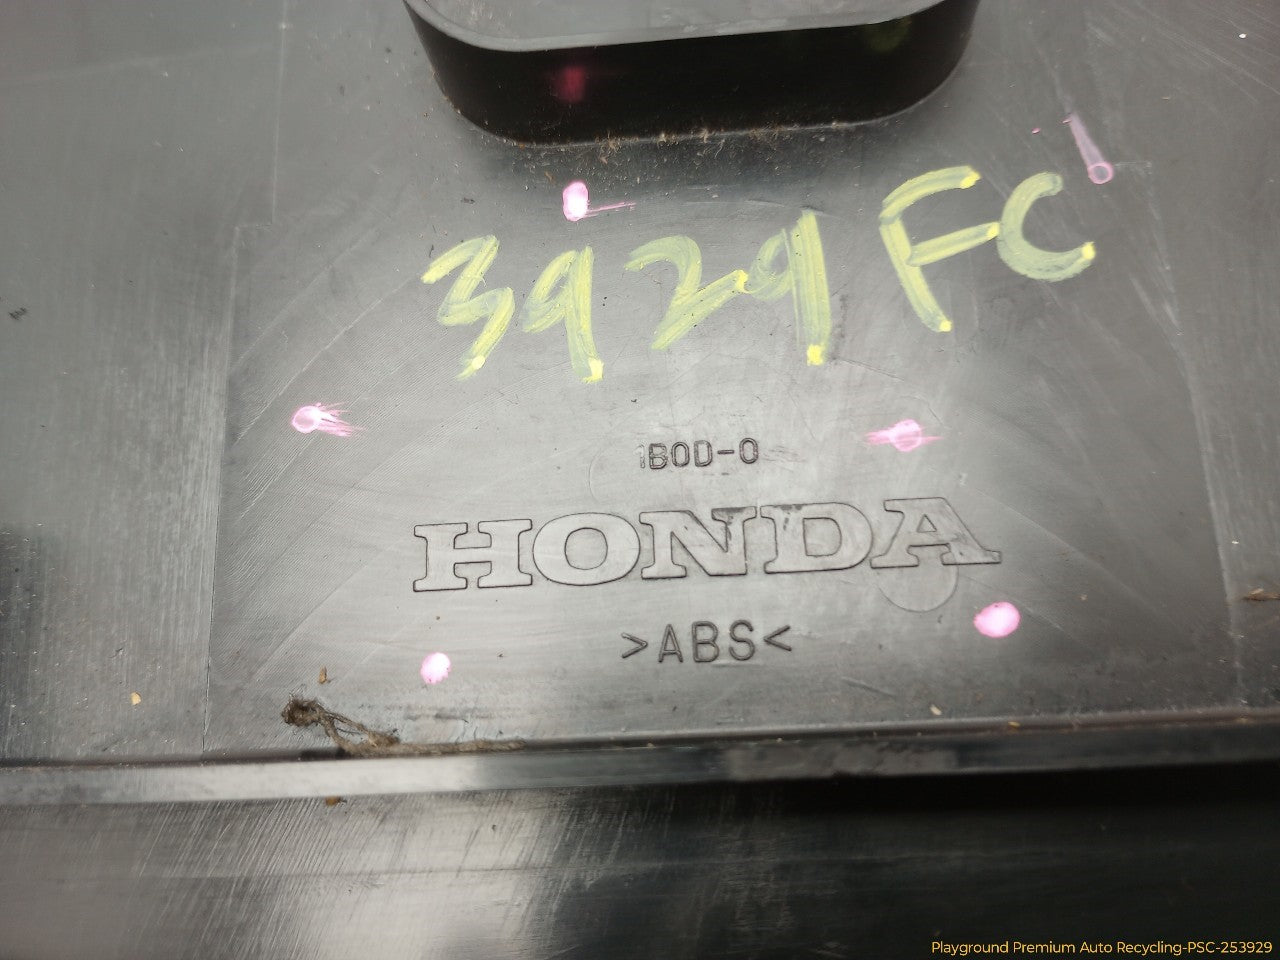 3929 FC
1B0D-0
HONDA
>ABS<
Playground Premium Auto Recycling-PSC-253929